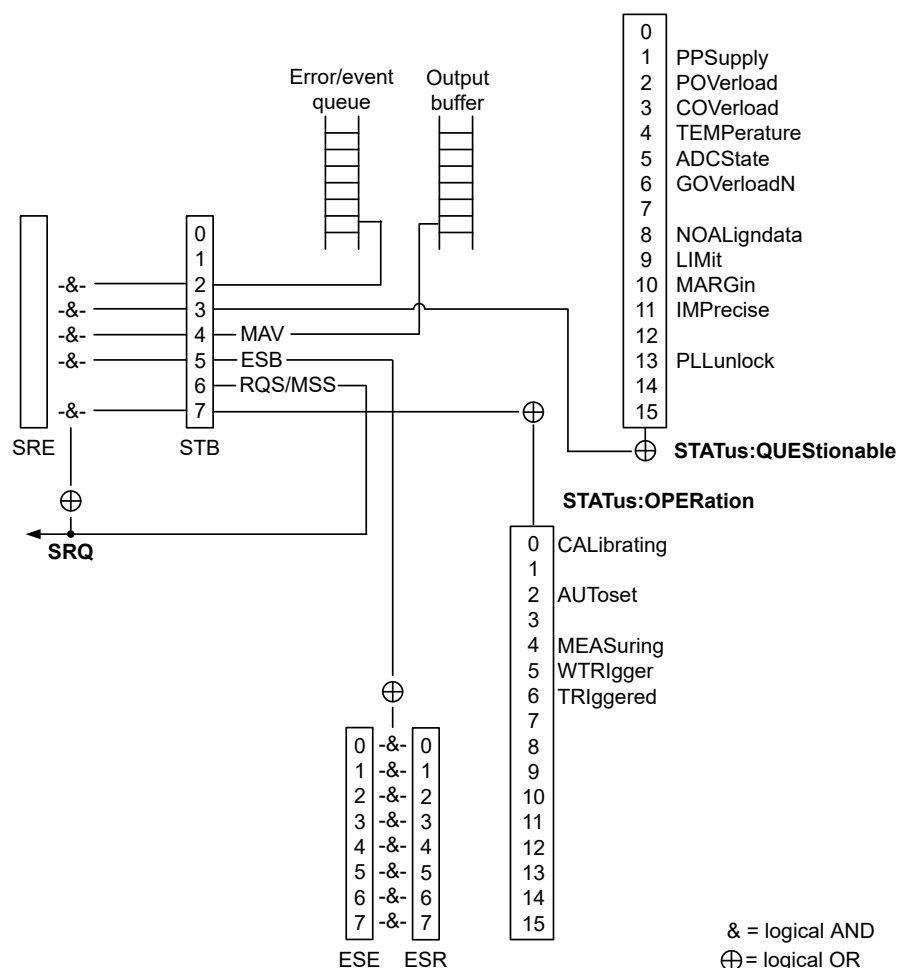 Error/event
queue
Output
buffer
0
1 PPSupply
2 POVerload
3 COVerload
4 TEMPerature
5 ADCState
6 GOVerloadN
7
8 NOALigndata
9 LIMit
10 MARGin
11 IMPrecise
12
13 PLLunlock
14
15
STATus:QUEStionable
0
1
-&- 2
-&- 3
-&- 4 MAV
-&- 5 ESB
6 RQS/MSS
-&- 7
SRE STB
SRQ
STATus:OPERation
0 CALibrating
1
2 AUToset
3
4 MEASuring
5 WTRIgger
6 TRIggered
7
8
9
10
11
12
13
14
15
0 -&- 0
1 -&- 1
2 -&- 2
3 -&- 3
4 -&- 4
5 -&- 5
6 -&- 6
7 -&- 7
ESE ESR
& = logical AND
⊕ = logical OR